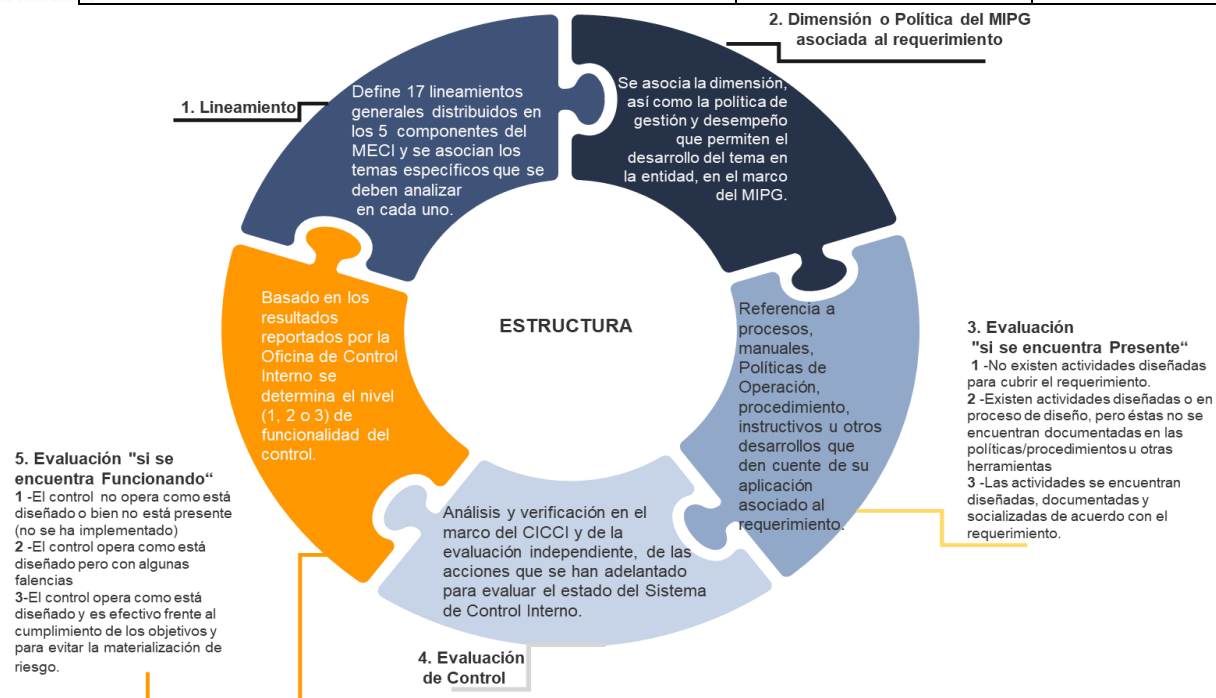 2. Dimensión o Política del MIPG
asociada al requerimiento
1. Lineamiento
Define 17 lineamientos
generales distribuidos en
los 5 componentes del
MECI y se asocian los
temas específicos que se
deben analizar
en cada uno.
Se asocia la dimensión,
así como la política de
gestión y desempeño
que permiten el
desarrollo del tema en
la entidad, en el marco
del MIPG.
ESTRUCTURA
Referencia a
procesos,
manuales,
Políticas de
Operación,
procedimiento,
instructivos u otros
desarrollos que
den cuente de su
aplicación
asociado al
requerimiento.
3. Evaluación
"si se encuentra Presente“
1 -No existen actividades diseñadas
para cubrir el requerimiento.
2 -Existen actividades diseñadas o en
proceso de diseño, pero éstas no se
encuentran documentadas en las
políticas/procedimientos u otras
herramientas
3 -Las actividades se encuentran
diseñadas, documentadas y
socializadas de acuerdo con el
requerimiento.
Análisis y verificación en el
marco del CICCI y de la
evaluación independiente, de las
acciones que se han adelantado
para evaluar el estado del Sistema
de Control Interno.
4. Evaluación
de Control
Basado en los
resultados
reportados por la
Oficina de Control
Interno se
determina el nivel
(1, 2 o 3) de
funcionalidad del
control.
5. Evaluación "si se
encuentra Funcionando“
1 -El control no opera como está
diseñado o bien no está presente
(no se ha implementado)
2 -El control opera como está
diseñado pero con algunas
falencias
3-El control opera como está
diseñado y es efectivo frente al
cumplimiento de los objetivos y
para evitar la materialización de
riesgo.